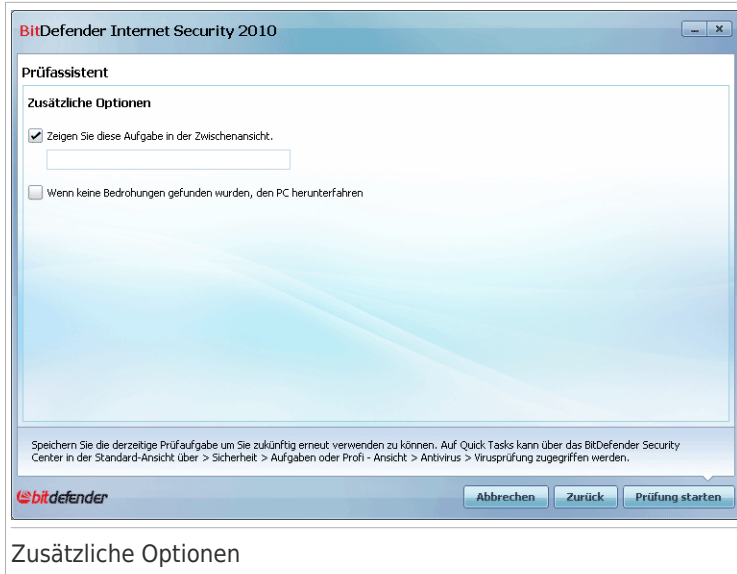 BitDefender Internet Security 2010
Prüfassistent
Zusätzliche Optionen
Zeigen Sie diese Aufgabe in der Zwischenansicht.
Wenn keine Bedrohungen gefunden wurden, den PC herunterfahren
Speichern Sie die derzeitige Prüfaufgabe um Sie zukünftig erneut verwenden zu können. Auf Quick Tasks kann über das BitDefender Security
Center in der Standard-Ansicht über > Sicherheit > Aufgaben oder Profi - Ansicht > Antivirus > Virusprüfung zugegriffen werden.
bitdefender Abbrechen Zurück Prüfung starten
Zusätzliche Optionen